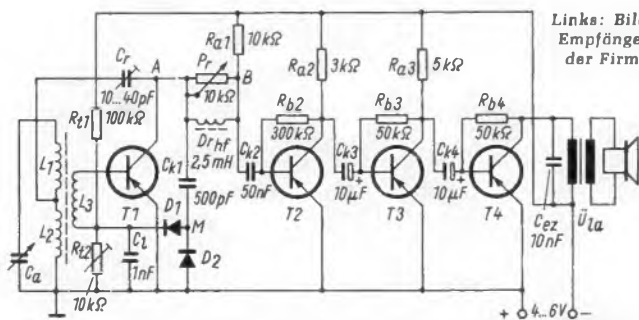 Links: Bil
Empfänge
der Firm
Ra1
10kΩ
Cr
A
Pr
B
10...40pF
10kΩ
Ra2
3kΩ
Ra3
5kΩ
Rt1
100kΩ
Rb2
300kΩ
Rb3
50kΩ
Rb4
50kΩ
Drhf
2,5mH
L1
L3
L2
Ck1
500pF
Ck2
50nF
Ck3
10µF
Ck4
10µF
T1
T2
T3
T4
D1
M
D2
Ca
Rt2
10kΩ
Cl
1nF
Cez
10nF
Üla
+ 4...6V –